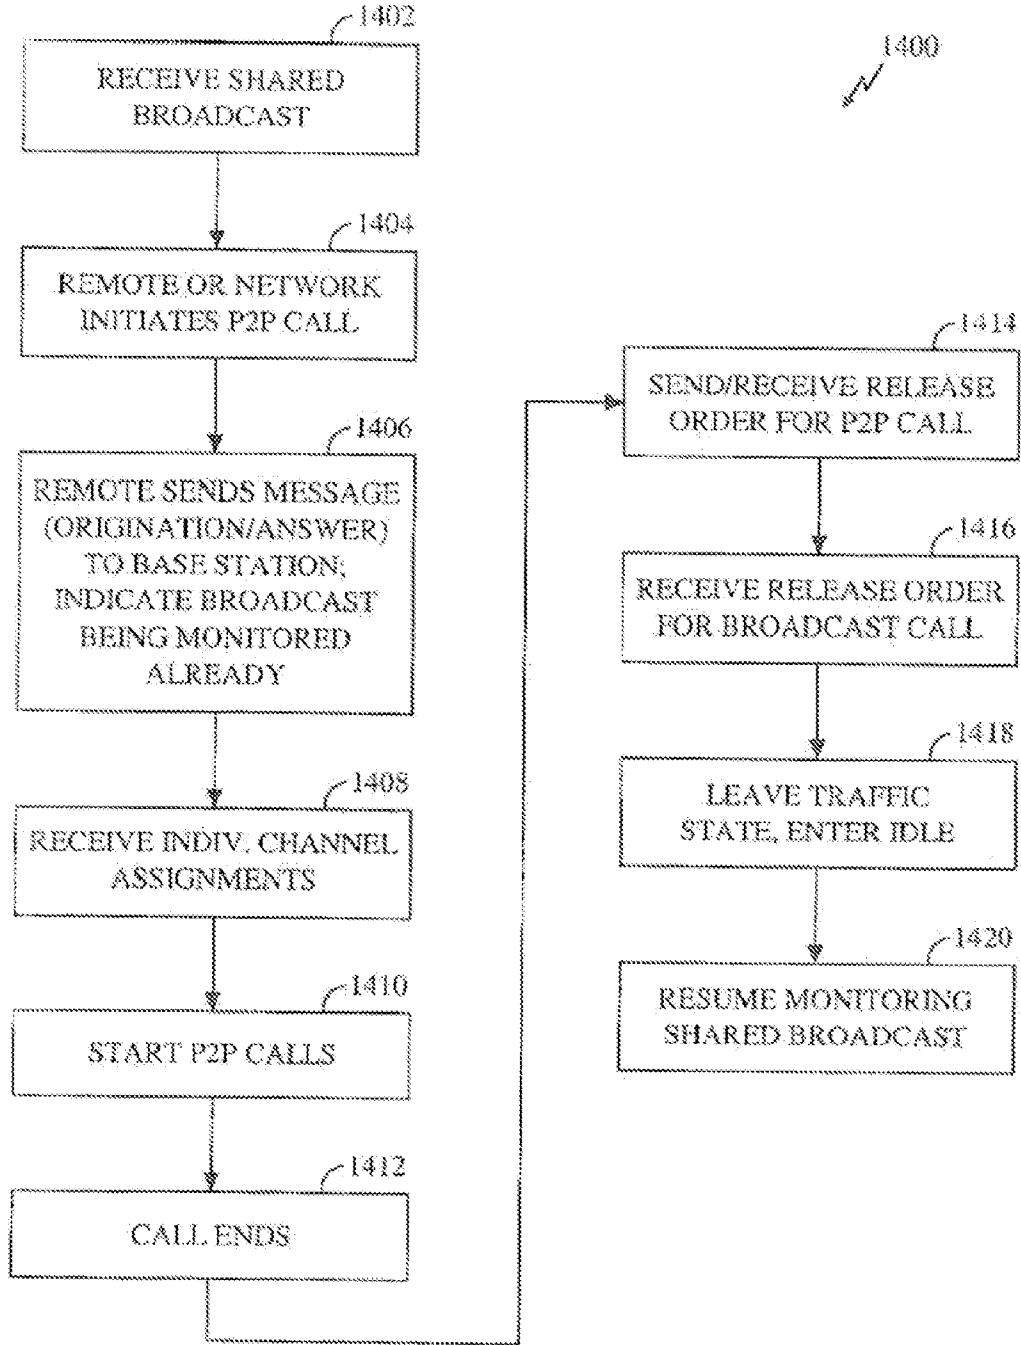 1402
RECEIVE SHARED
BROADCAST
1400
1404
REMOTE OR NETWORK
INITIATES P2P CALL
1406
REMOTE SENDS MESSAGE
(ORIGINATION/ANSWER)
TO BASE STATION;
INDICATE BROADCAST
BEING MONITORED
ALREADY
1408
RECEIVE INDIV. CHANNEL
ASSIGNMENTS
1410
START P2P CALLS
1412
CALL ENDS
1414
SEND/RECEIVE RELEASE
ORDER FOR P2P CALL
1416
RECEIVE RELEASE ORDER
FOR BROADCAST CALL
1418
LEAVE TRAFFIC
STATE, ENTER IDLE
1420
RESUME MONITORING
SHARED BROADCAST